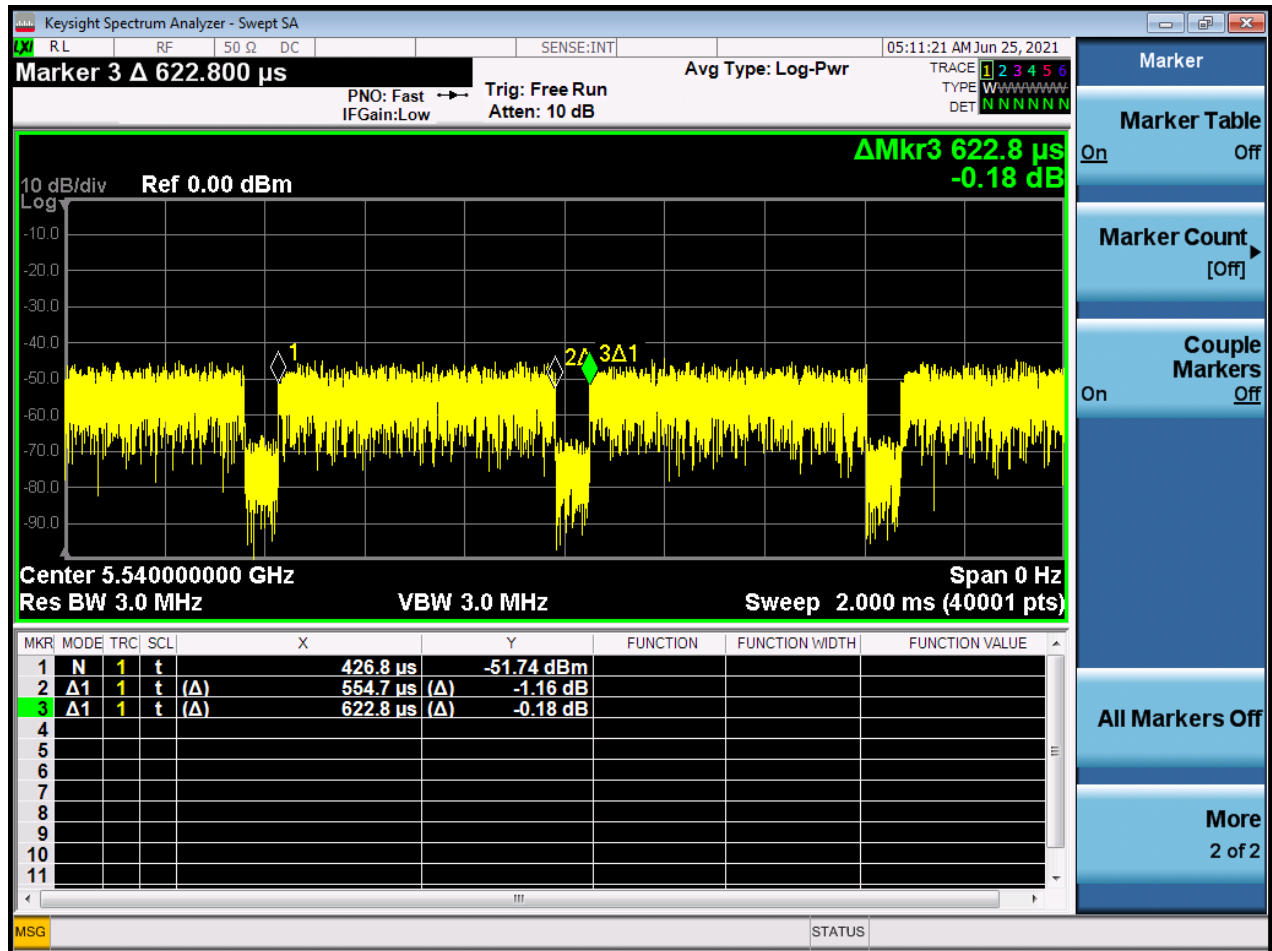 Keysight Spectrum Analyzer - Swept SA
LXI RL RF 50 Ω DC SENSE:INT 05:11:21 AM Jun 25, 2021
Marker 3 Δ 622.800 µs
PNO: Fast
IFGain:Low
Trig: Free Run
Atten: 10 dB
Avg Type: Log-Pwr
TRACE 1 2 3 4 5 6
TYPE WWWWWW
DET N N N N N N
ΔMkr3 622.8 µs
-0.18 dB
10 dB/div Ref 0.00 dBm
Log
-10.0
-20.0
-30.0
-40.0
-50.0
-60.0
-70.0
-80.0
-90.0
1
2Δ 3Δ1
Center 5.540000000 GHz Span 0 Hz
Res BW 3.0 MHz VBW 3.0 MHz Sweep 2.000 ms (40001 pts)
MKR MODE TRC SCL X Y FUNCTION FUNCTION WIDTH FUNCTION VALUE
1 N 1 t 426.8 µs -51.74 dBm
2 Δ1 1 t (Δ) 554.7 µs (Δ) -1.16 dB
3 Δ1 1 t (Δ) 622.8 µs (Δ) -0.18 dB
4
5
6
7
8
9
10
11
MSG STATUS
Marker
Marker Table
On Off
Marker Count
[Off]
Couple
Markers
On Off
All Markers Off
More
2 of 2